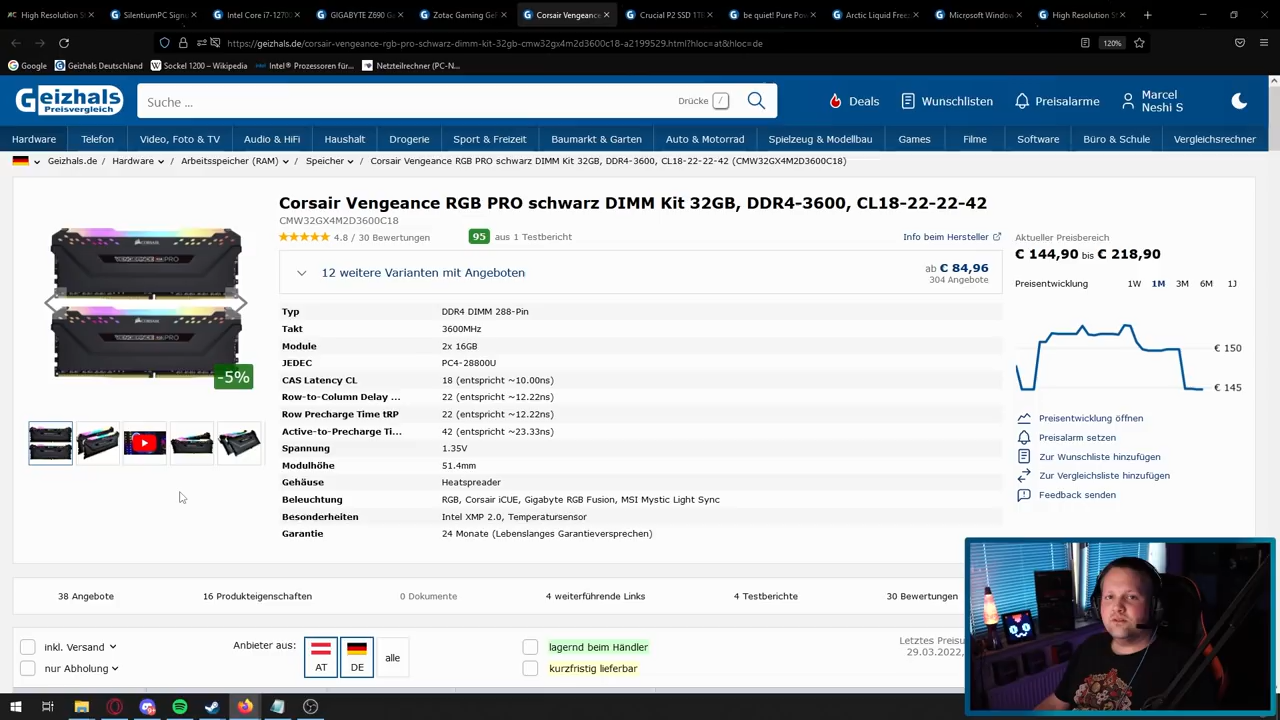 High Resolution S
SilentiumPC Sign
Intel Core i7-1270
GIGABYTE Z690 G
Zotac Gaming Ge
Corsair Vengeance
Crucial P2 SSD 1T
be quiet! Pure Pow
Arctic Liquid Freez
Microsoft Window
High Resolution S
https://geizhals.de/corsair-vengeance-rgb-pro-schwarz-dimm-kit-32gb-cmw32gx4m2d3600c18-a2199529.html?hloc=at&hloc=de
120%
Google
Geizhals Deutschland
Sockel 1200 – Wikipedia
Intel® Prozessoren für...
Netzteilrechner (PC-N...
Geizhals
Preisvergleich
Suche ...
Drücke /
Deals
Wunschlisten
Preisalarme
Marcel
Neshi S
Hardware
Telefon
Video, Foto & TV
Audio & HiFi
Haushalt
Drogerie
Sport & Freizeit
Baumarkt & Garten
Auto & Motorrad
Spielzeug & Modellbau
Games
Filme
Software
Büro & Schule
Vergleichsrechner
Geizhals.de / Hardware / Arbeitsspeicher (RAM) / Speicher / Corsair Vengeance RGB PRO schwarz DIMM Kit 32GB, DDR4-3600, CL18-22-22-42 (CMW32GX4M2D3600C18)
Corsair Vengeance RGB PRO schwarz DIMM Kit 32GB, DDR4-3600, CL18-22-22-42
CMW32GX4M2D3600C18
4.8 / 30 Bewertungen
95 aus 1 Testbericht
Info beim Hersteller
12 weitere Varianten mit Angeboten
ab € 84,96
304 Angebote
-5%
Typ DDR4 DIMM 288-Pin
Takt 3600MHz
Module 2x 16GB
JEDEC PC4-28800U
CAS Latency CL 18 (entspricht ~10.00ns)
Row-to-Column Delay ... 22 (entspricht ~12.22ns)
Row Precharge Time tRP 22 (entspricht ~12.22ns)
Active-to-Precharge Ti... 42 (entspricht ~23.33ns)
Spannung 1.35V
Modulhöhe 51.4mm
Gehäuse Heatspreader
Beleuchtung RGB, Corsair iCUE, Gigabyte RGB Fusion, MSI Mystic Light Sync
Besonderheiten Intel XMP 2.0, Temperatursensor
Garantie 24 Monate (Lebenslanges Garantieversprechen)
Aktueller Preisbereich
€ 144,90 bis € 218,90
Preisentwicklung 1W 1M 3M 6M 1J
€ 150
€ 145
Preisentwicklung öffnen
Preisalarm setzen
Zur Wunschliste hinzufügen
Zur Vergleichsliste hinzufügen
Feedback senden
38 Angebote
16 Produkteigenschaften
0 Dokumente
4 weiterführende Links
4 Testberichte
30 Bewertungen
inkl. Versand
nur Abholung
Anbieter aus:
AT
DE
alle
lagernd beim Händler
kurzfristig lieferbar
Letztes Preisu
29.03.2022,